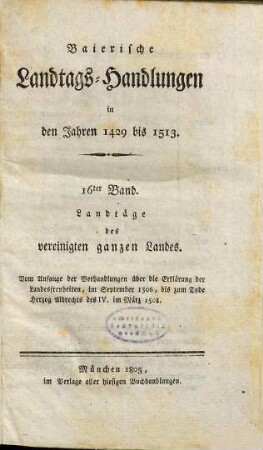 Baierische
Landtags-Handlungen
in
den Jahren 1429 bis 1513.
16ter Band.
Landtäge
des
vereinigten ganzen Landes.
Vom Anfange der Verhandlungen über die Erklärung der
Landesfreyheiten, im September 1506, bis zum Tode
Herzog Albrechts des IV. im März 1508.
München 1805,
im Verlage aller hiesigen Buchhandlungen.